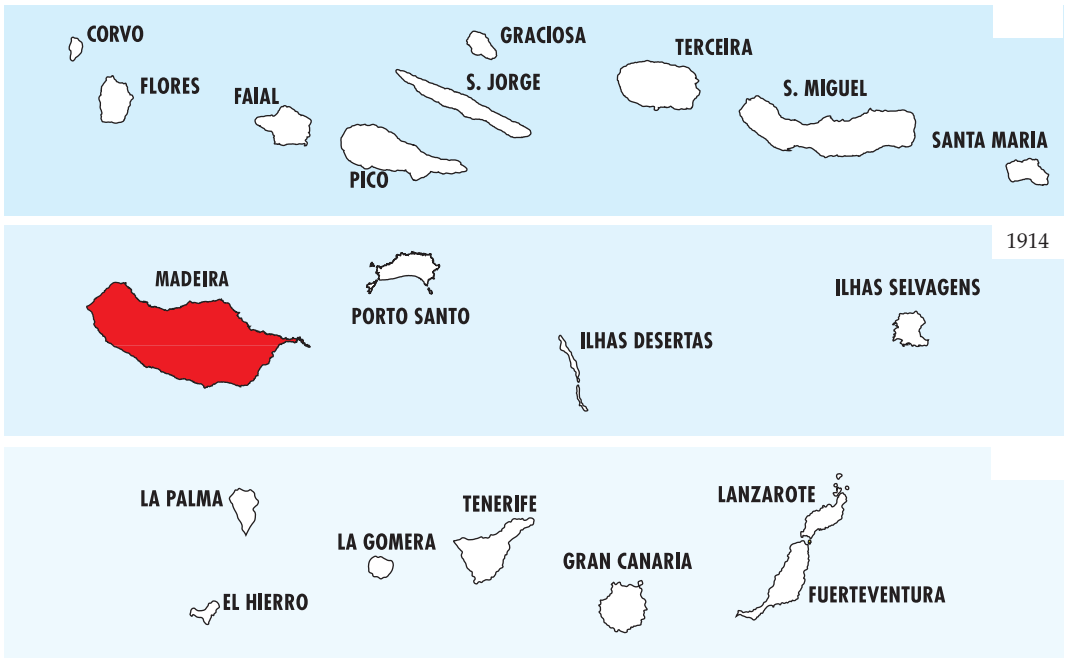 CORVO
FLORES
FAIAL
PICO
GRACIOSA
S. JORGE
TERCEIRA
S. MIGUEL
SANTA MARIA
1914
MADEIRA
PORTO SANTO
ILHAS DESERTAS
ILHAS SELVAGENS
LA PALMA
EL HIERRO
LA GOMERA
TENERIFE
GRAN CANARIA
LANZAROTE
FUERTEVENTURA